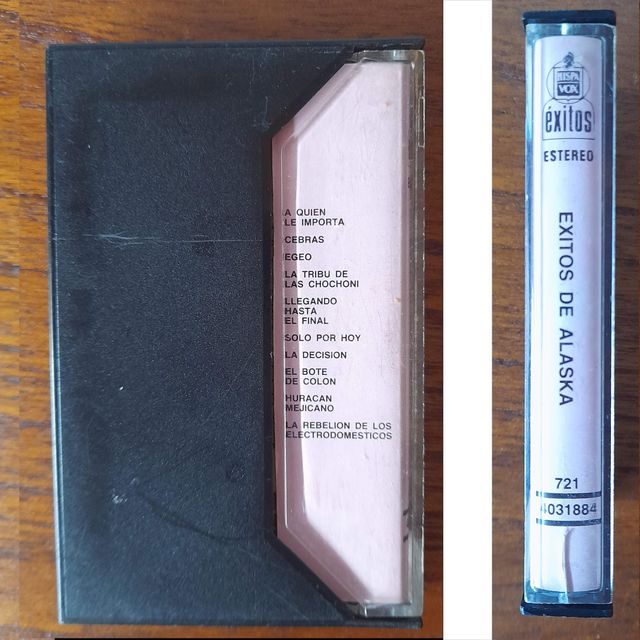 A QUIEN
LE IMPORTA
CEBRAS
EGEO
LA TRIBU DE
LAS CHOCHONI
LLEGANDO
HASTA
EL FINAL
SOLO POR HOY
LA DECISION
EL BOTE
DE COLON
HURACAN
MEJICANO
LA REBELION DE LOS
ELECTRODOMESTICOS
HISPA
VOX
éxitos
ESTEREO
EXITOS DE ALASKA
721
4031884